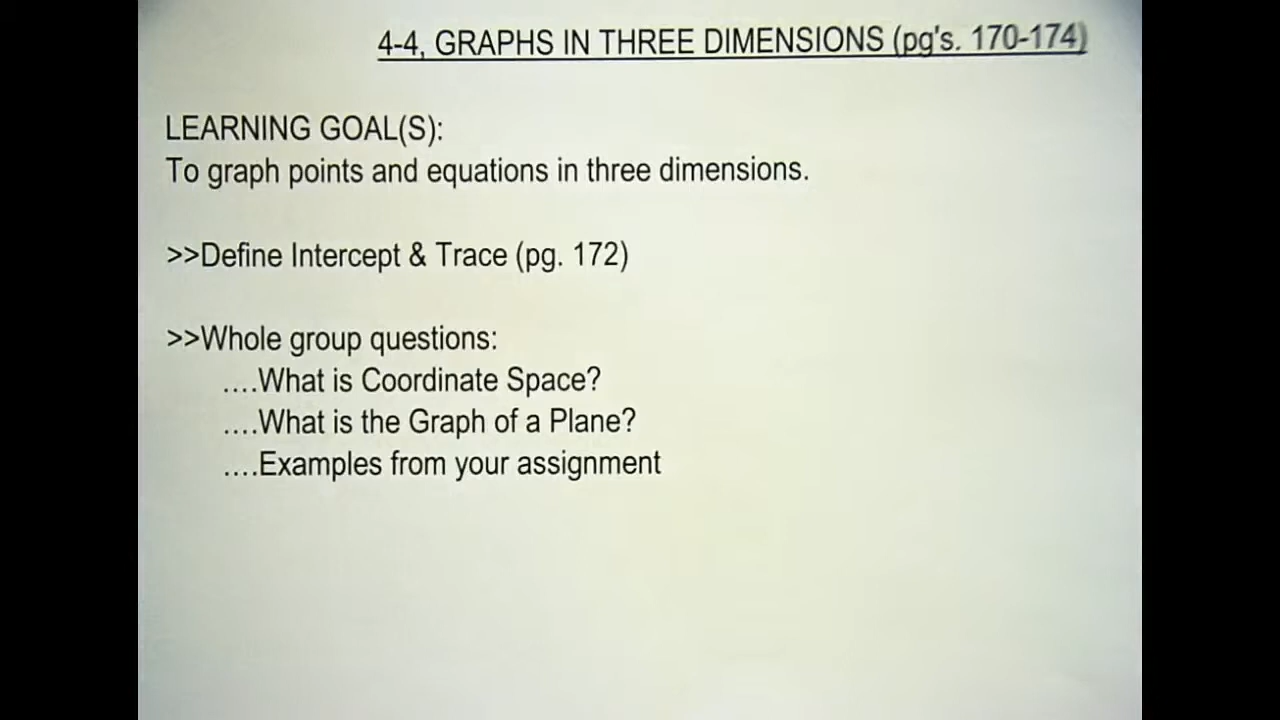 4-4, GRAPHS IN THREE DIMENSIONS (pg's. 170-174)
LEARNING GOAL(S):
To graph points and equations in three dimensions.
>>Define Intercept & Trace (pg. 172)
>>Whole group questions:
....What is Coordinate Space?
....What is the Graph of a Plane?
....Examples from your assignment